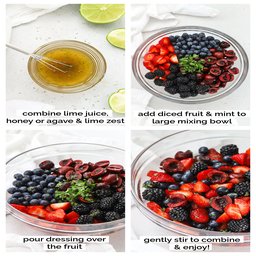 combine lime juice,
honey or agave & lime zest
add diced fruit & mint to
large mixing bowl
pour dressing over
the fruit
gently stir to combine
& enjoy!